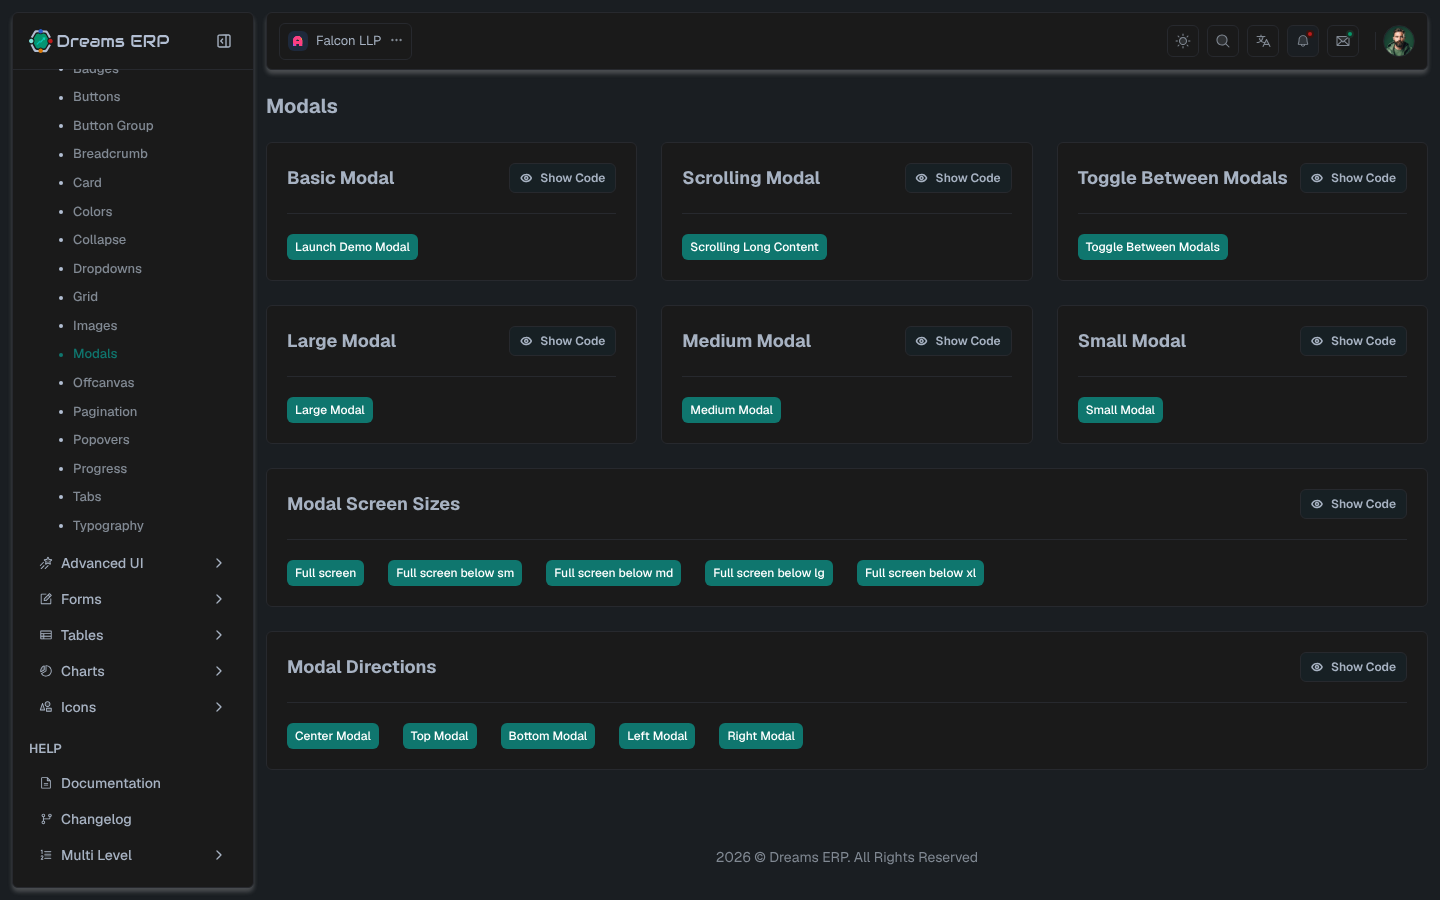 Dreams ERP
Badges
Buttons
Button Group
Breadcrumb
Card
Colors
Collapse
Dropdowns
Grid
Images
Modals
Offcanvas
Pagination
Popovers
Progress
Tabs
Typography
Advanced UI
Forms
Tables
Charts
Icons
HELP
Documentation
Changelog
Multi Level
Falcon LLP
Modals
Basic Modal
Show Code
Launch Demo Modal
Scrolling Modal
Show Code
Scrolling Long Content
Toggle Between Modals
Show Code
Toggle Between Modals
Large Modal
Show Code
Large Modal
Medium Modal
Show Code
Medium Modal
Small Modal
Show Code
Small Modal
Modal Screen Sizes
Show Code
Full screen
Full screen below sm
Full screen below md
Full screen below lg
Full screen below xl
Modal Directions
Show Code
Center Modal
Top Modal
Bottom Modal
Left Modal
Right Modal
2026 © Dreams ERP. All Rights Reserved